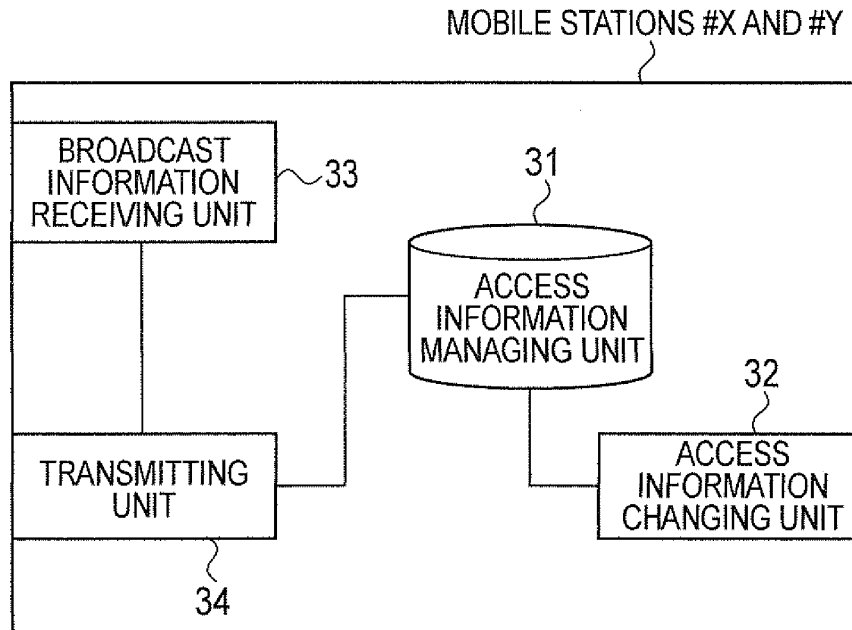 MOBILE STATIONS #X AND #Y
BROADCAST
INFORMATION
RECEIVING UNIT
33
31
ACCESS
INFORMATION
MANAGING UNIT
32
TRANSMITTING
UNIT
ACCESS
INFORMATION
CHANGING UNIT
34